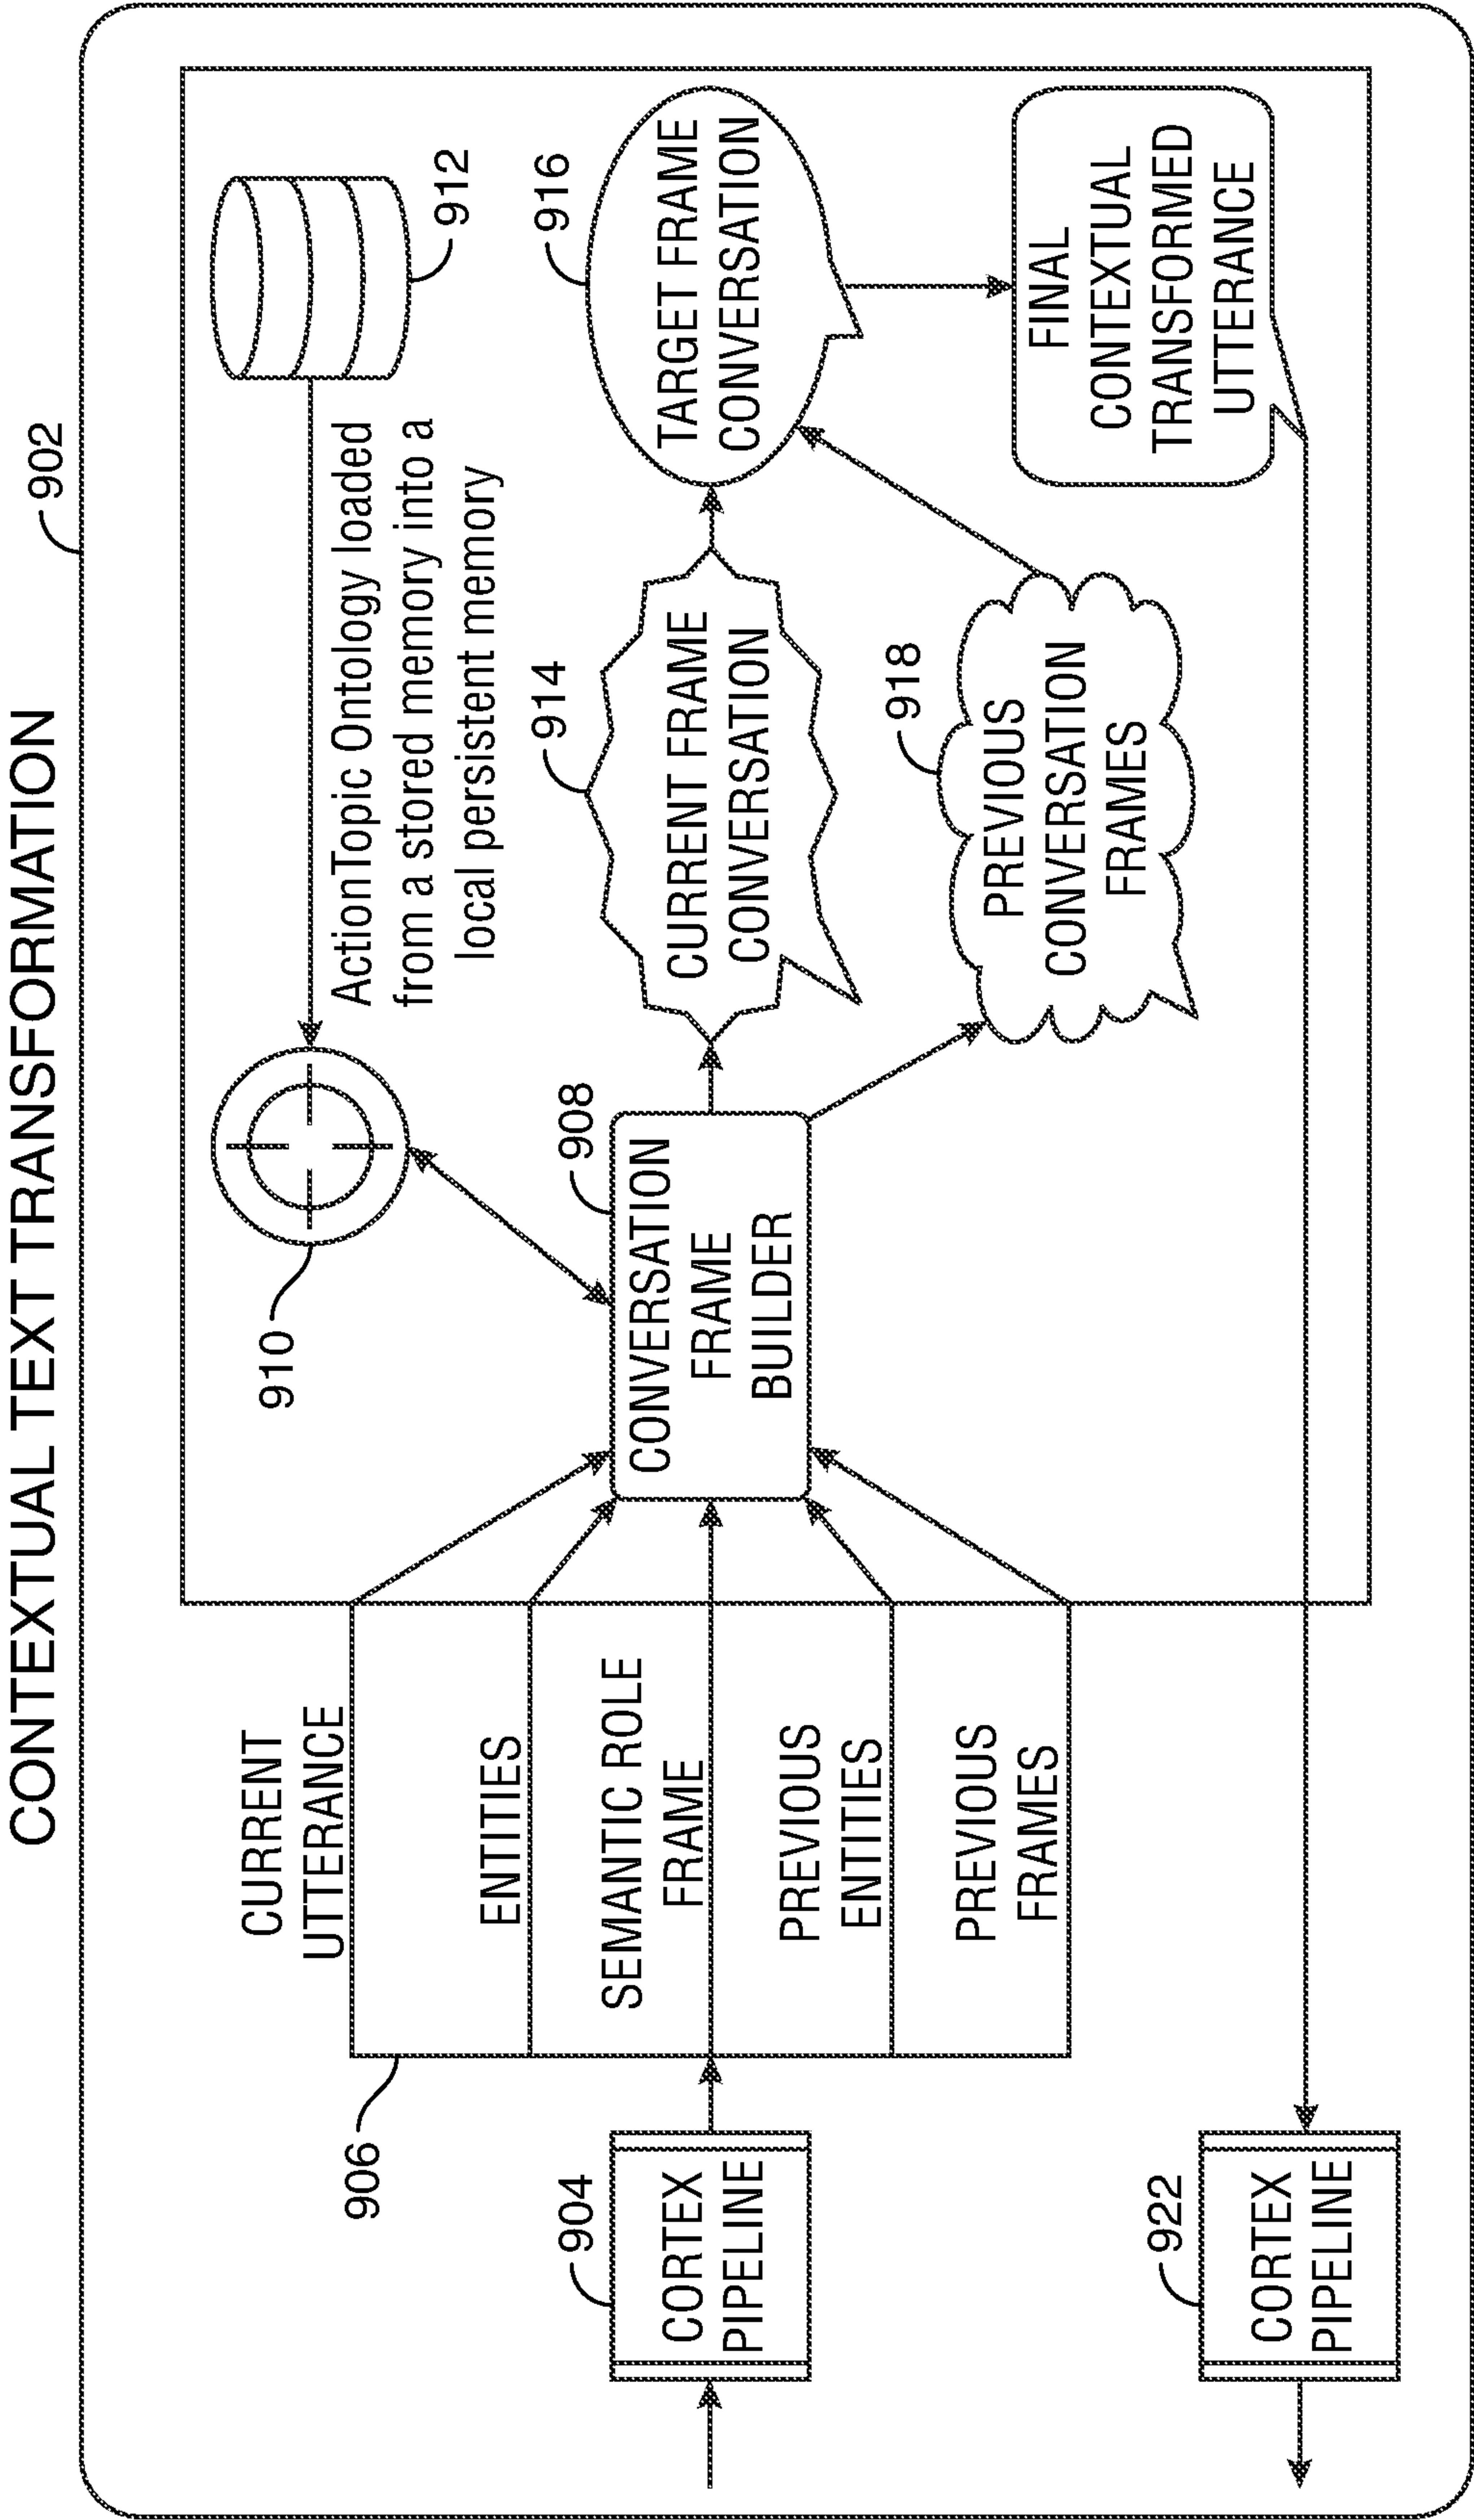 CONTEXTUAL TEXT TRANSFORMATION
902
904
CORTEX
PIPELINE
906
CURRENT
UTTERANCE
ENTITIES
SEMANTIC ROLE
FRAME
PREVIOUS
ENTITIES
PREVIOUS
FRAMES
910
912
ActionTopic Ontology loaded
from a stored memory into a
local persistent memory
908
CONVERSATION
FRAME
BUILDER
914
CURRENT FRAME
CONVERSATION
916
TARGET FRAME
CONVERSATION
918
PREVIOUS
CONVERSATION
FRAMES
FINAL
CONTEXTUAL
TRANSFORMED
UTTERANCE
922
CORTEX
PIPELINE